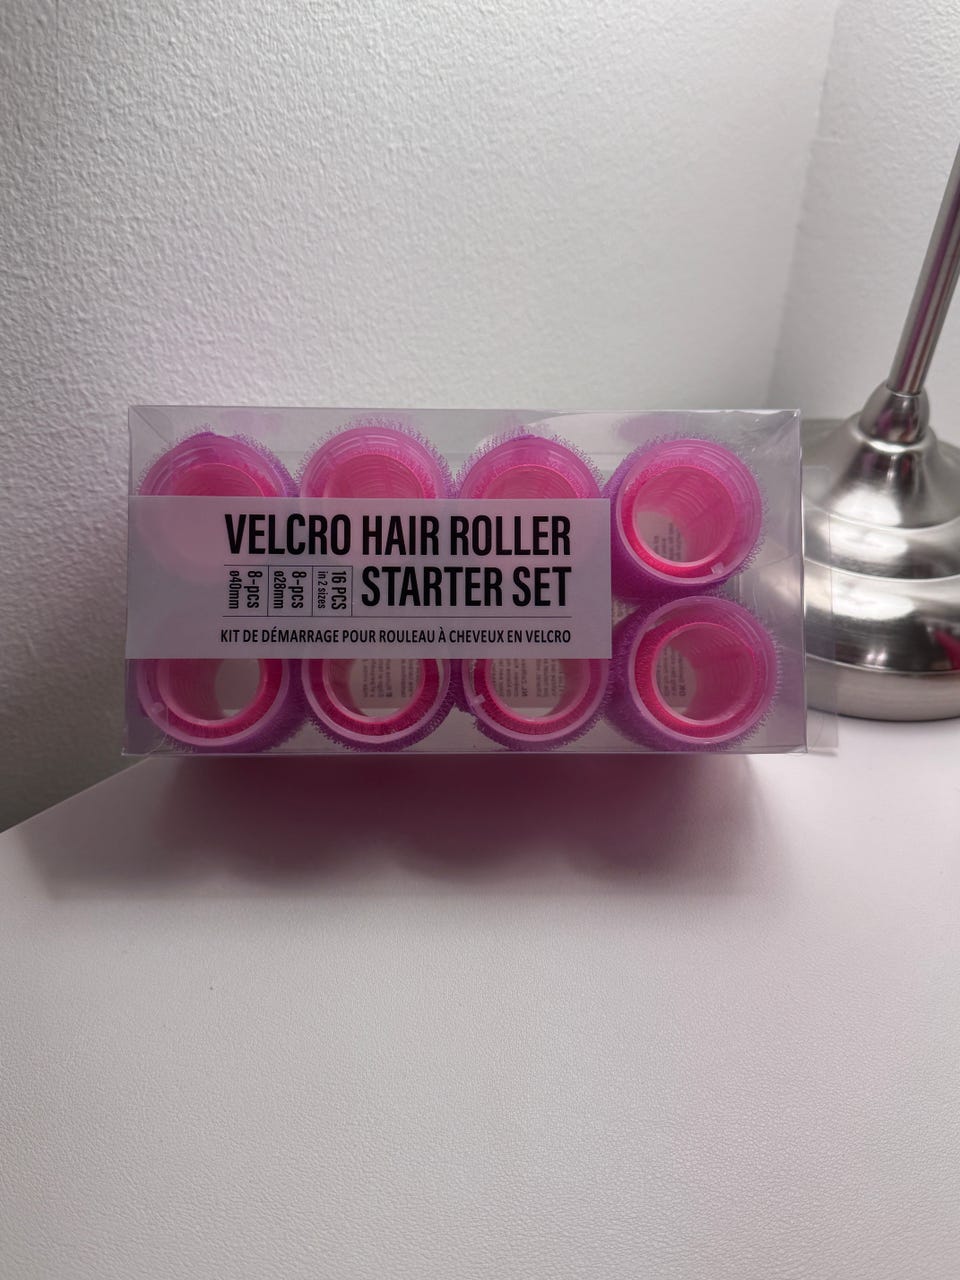 VELCRO HAIR ROLLER
STARTER SET
16 PCS
in 2 sizes
8-pcs
ø28mm
8-pcs
ø40mm
KIT DE DÉMARRAGE POUR ROULEAU À CHEVEUX EN VELCRO